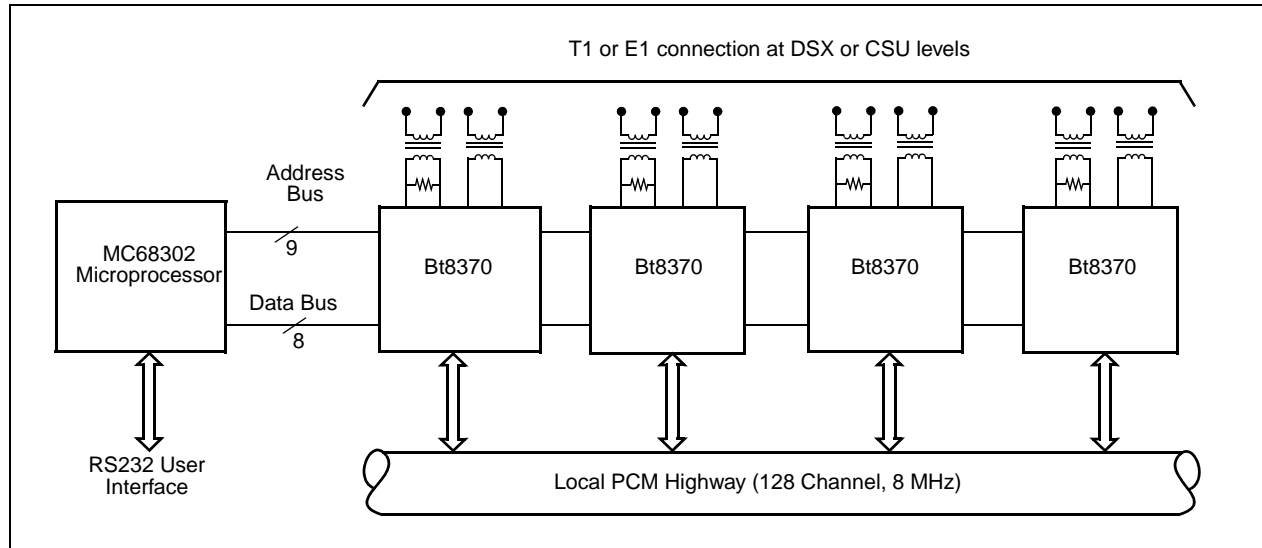 T1 or E1 connection at DSX or CSU levels
Address
Bus
9
MC68302
Microprocessor
Data Bus
8
Bt8370
Bt8370
Bt8370
Bt8370
RS232 User
Interface
Local PCM Highway (128 Channel, 8 MHz)